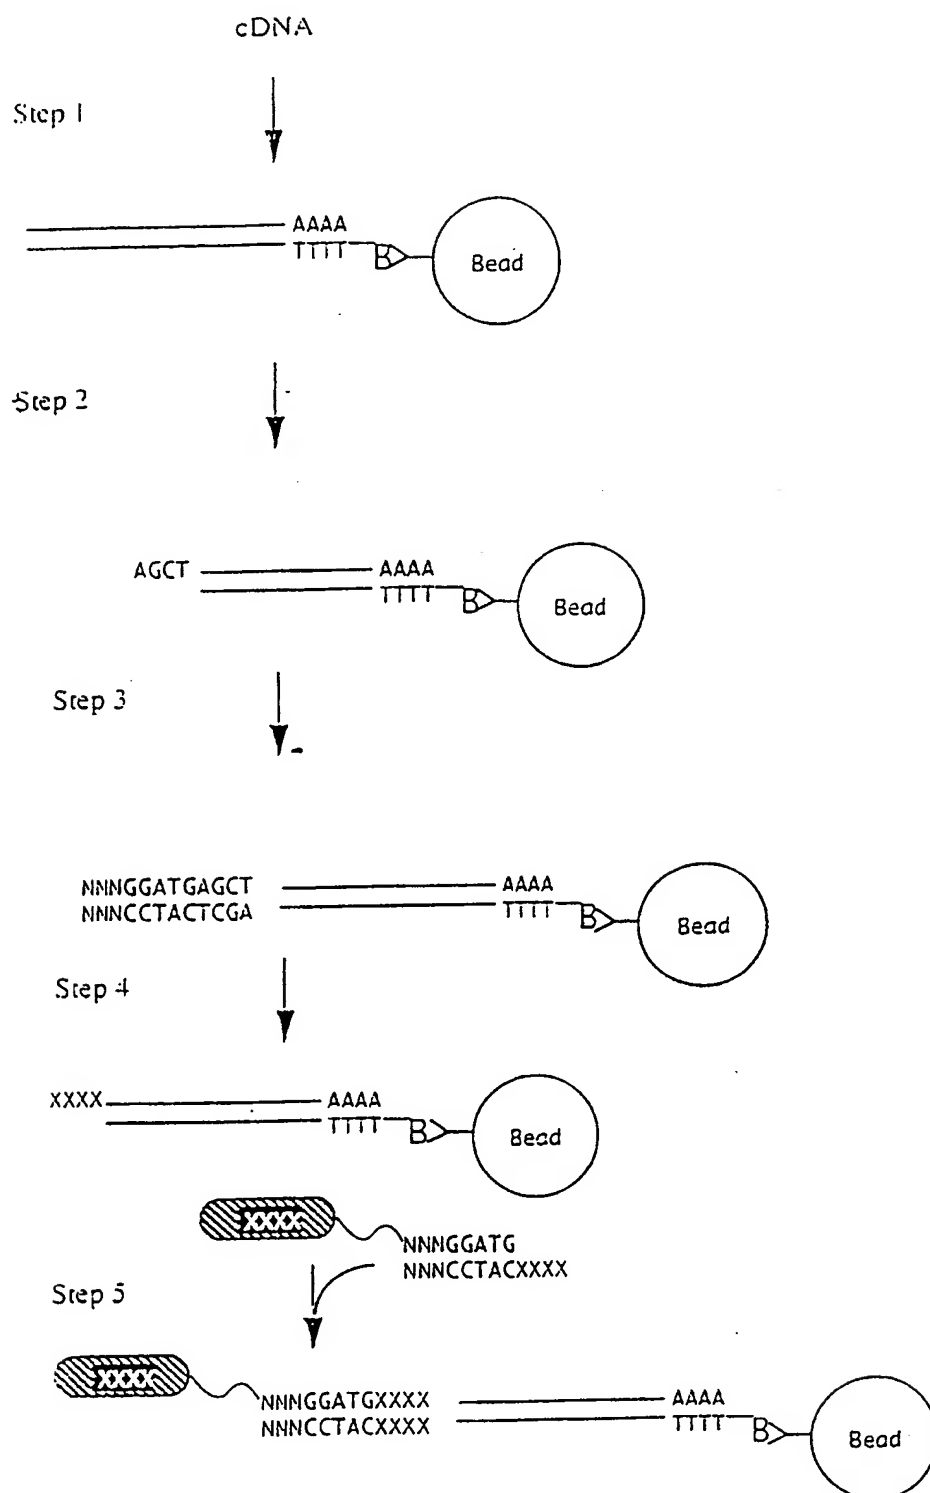 cDNA
Step 1
AAAA
TTTT B Bead
Step 2
AGCT AAAA
TTTT B Bead
Step 3
NNNGGATGAGCT AAAA
NNNCCTACTCGA TTTT B Bead
Step 4
XXXX AAAA
TTTT B Bead
XXXX
NNNGGATG
NNNCCTACXXXX
Step 5
XXXX
NNNGGATGXXXX AAAA
NNNCCTACXXXX TTTT B Bead